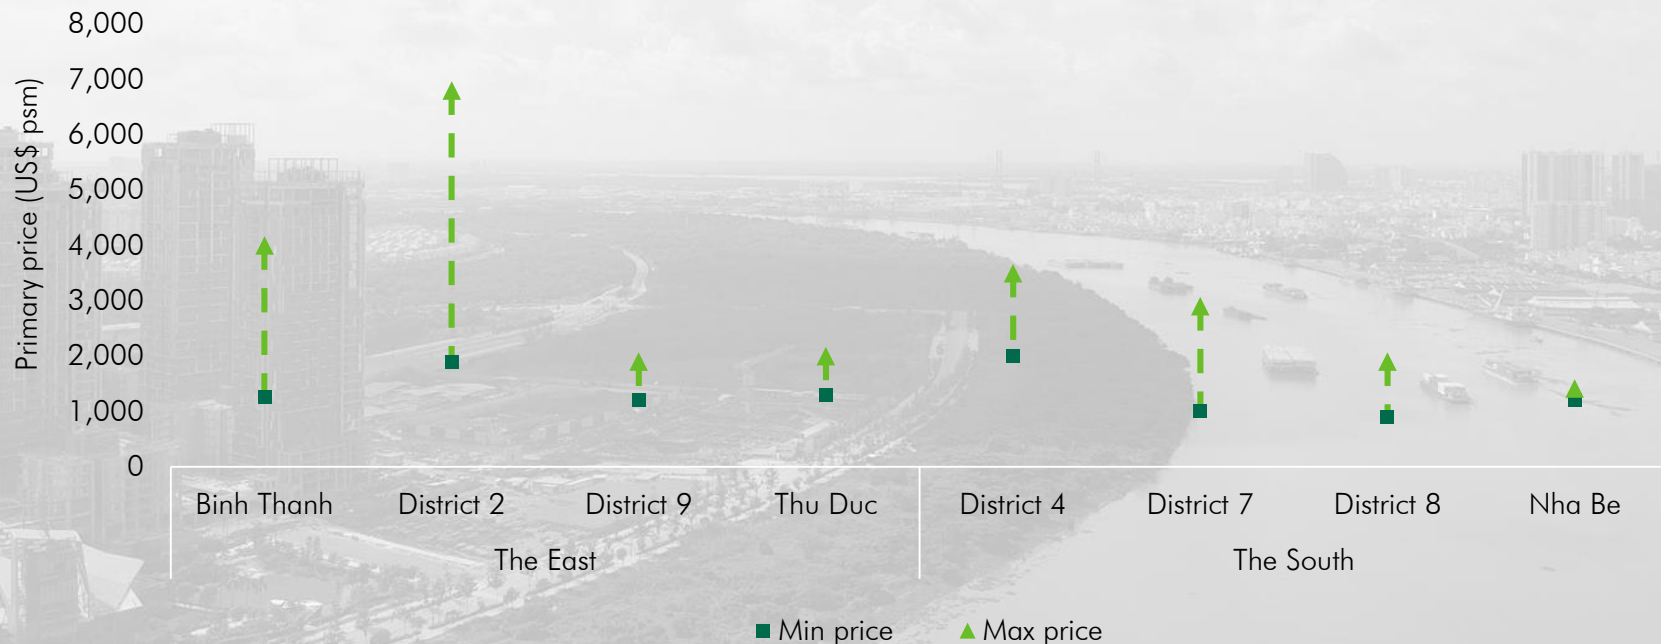 Primary price (US$ psm)
8,000
7,000
6,000
5,000
4,000
3,000
2,000
1,000
0
Binh Thanh District 2 District 9 Thu Duc District 4 District 7 District 8 Nha Be
The East The South
Min price Max price